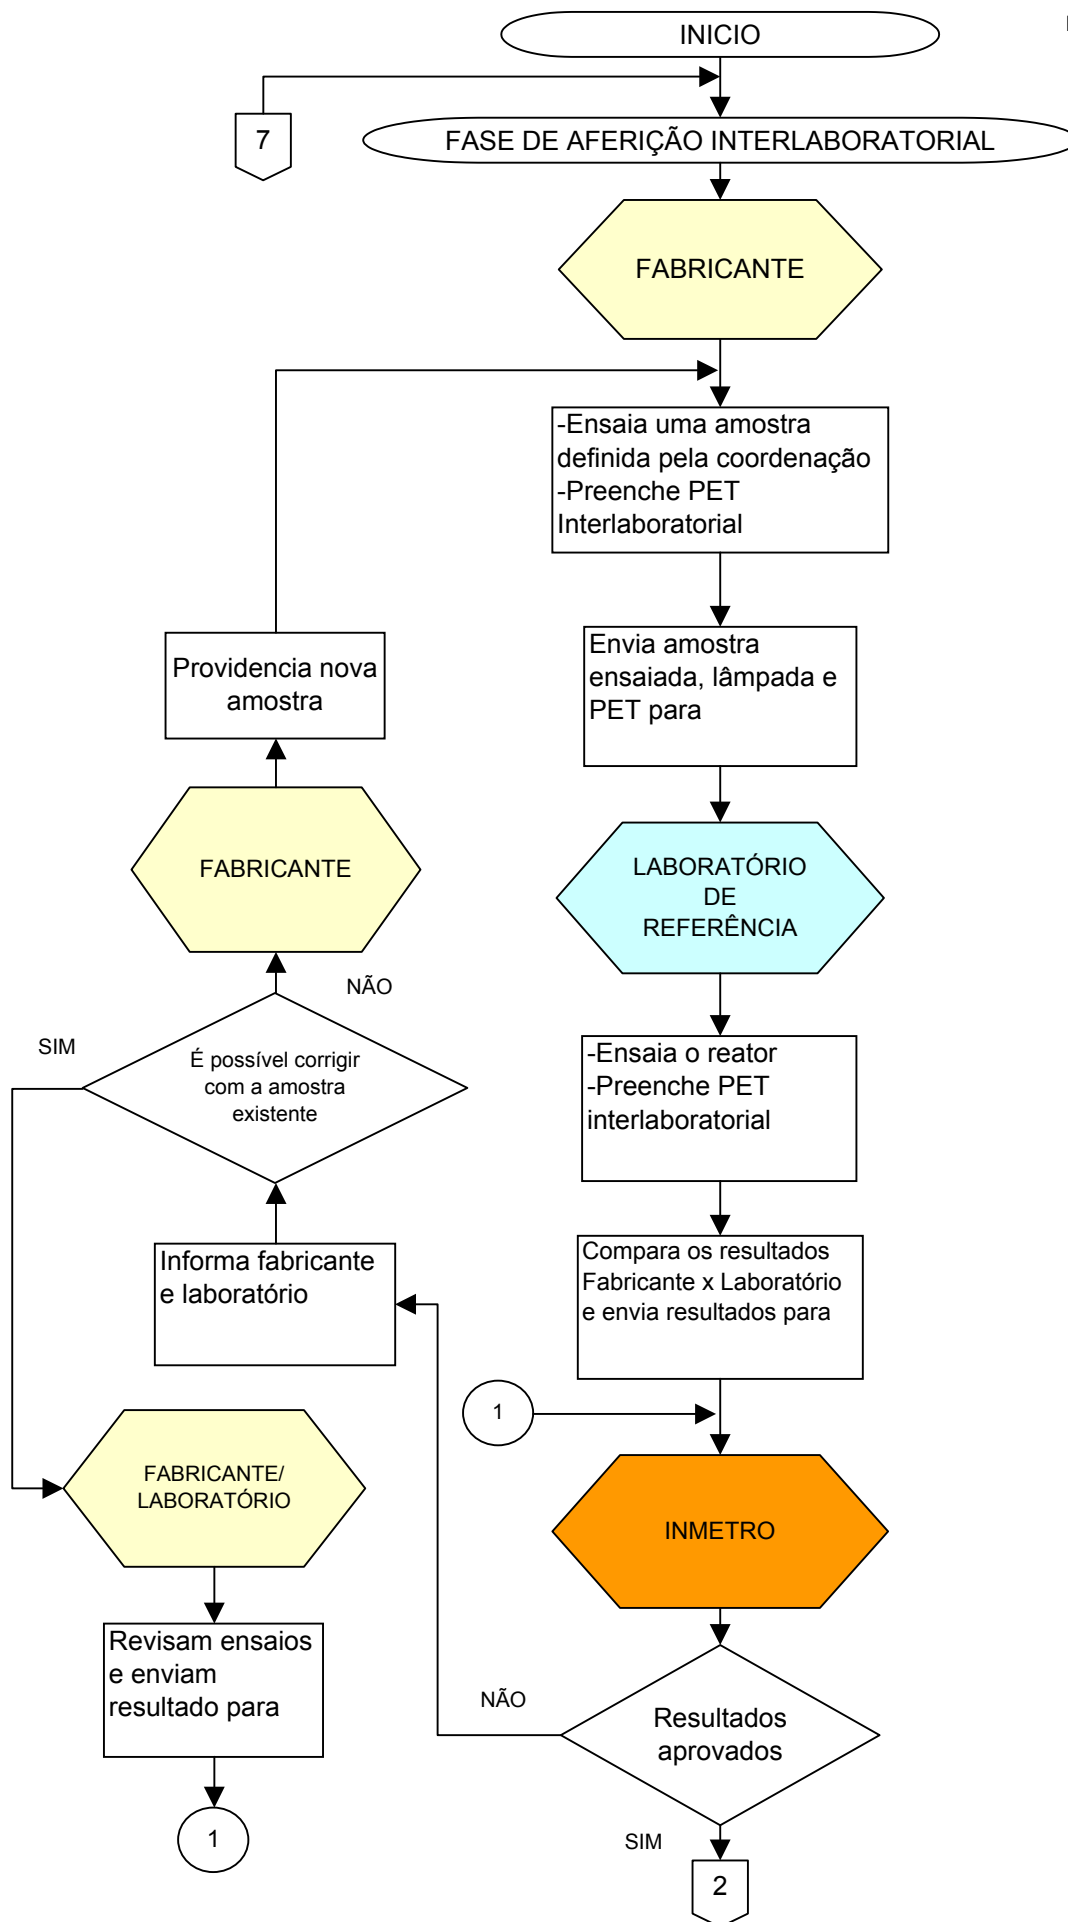 INICIO
7
FASE DE AFERIÇÃO INTERLABORATORIAL
FABRICANTE
-Ensaia uma amostra
definida pela coordenação
-Preenche PET
Interlaboratorial
Envia amostra
ensaiada, lâmpada e
PET para
Providencia nova
amostra
FABRICANTE
LABORATÓRIO
DE
REFERÊNCIA
NÃO
SIM
É possível corrigir
com a amostra
existente
-Ensaia o reator
-Preenche PET
interlaboratorial
Informa fabricante
e laboratório
Compara os resultados
Fabricante x Laboratório
e envia resultados para
1
FABRICANTE/
LABORATÓRIO
INMETRO
Revisam ensaios
e enviam
resultado para
NÃO
Resultados
aprovados
1
SIM
2